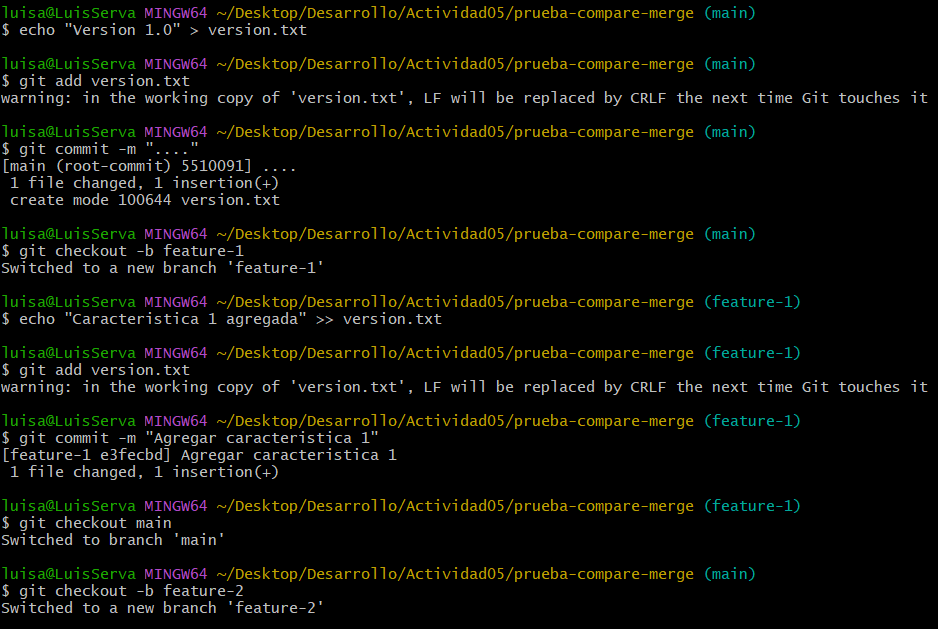 luisa@LuisServa MINGW64 ~/Desktop/Desarrollo/Actividad05/prueba-compare-merge (main)
$ echo "Version 1.0" > version.txt
luisa@LuisServa MINGW64 ~/Desktop/Desarrollo/Actividad05/prueba-compare-merge (main)
$ git add version.txt
warning: in the working copy of 'version.txt', LF will be replaced by CRLF the next time Git touches it
luisa@LuisServa MINGW64 ~/Desktop/Desarrollo/Actividad05/prueba-compare-merge (main)
$ git commit -m "...."
[main (root-commit) 5510091] ....
 1 file changed, 1 insertion(+)
 create mode 100644 version.txt
luisa@LuisServa MINGW64 ~/Desktop/Desarrollo/Actividad05/prueba-compare-merge (main)
$ git checkout -b feature-1
Switched to a new branch 'feature-1'
luisa@LuisServa MINGW64 ~/Desktop/Desarrollo/Actividad05/prueba-compare-merge (feature-1)
$ echo "Caracteristica 1 agregada" >> version.txt
luisa@LuisServa MINGW64 ~/Desktop/Desarrollo/Actividad05/prueba-compare-merge (feature-1)
$ git add version.txt
warning: in the working copy of 'version.txt', LF will be replaced by CRLF the next time Git touches it
luisa@LuisServa MINGW64 ~/Desktop/Desarrollo/Actividad05/prueba-compare-merge (feature-1)
$ git commit -m "Agregar caracteristica 1"
[feature-1 e3fecbd] Agregar caracteristica 1
 1 file changed, 1 insertion(+)
luisa@LuisServa MINGW64 ~/Desktop/Desarrollo/Actividad05/prueba-compare-merge (feature-1)
$ git checkout main
Switched to branch 'main'
luisa@LuisServa MINGW64 ~/Desktop/Desarrollo/Actividad05/prueba-compare-merge (main)
$ git checkout -b feature-2
Switched to a new branch 'feature-2'